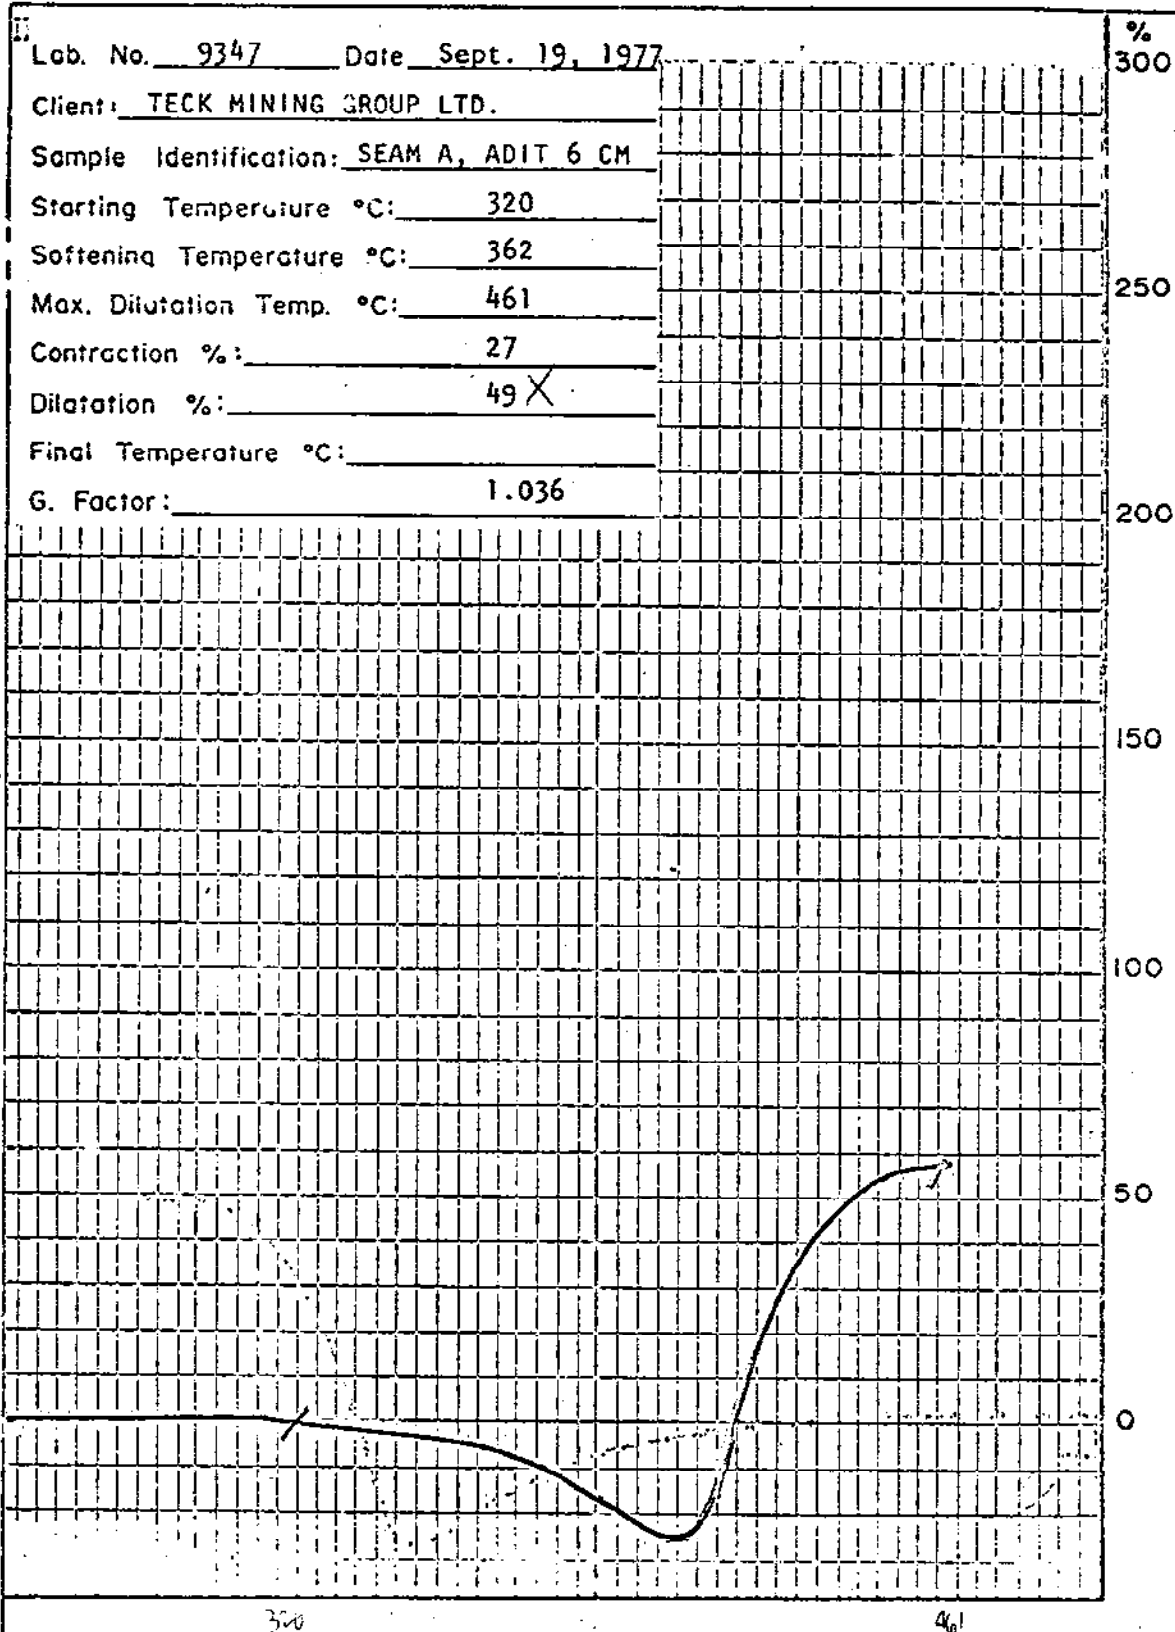 Lab. No. 9347 Date Sept. 19, 1977
Client: TECK MINING GROUP LTD.
Sample Identification: SEAM A, ADIT 6 CM
Starting Temperature °C: 320
Softening Temperature °C: 362
Max. Dilatation Temp. °C: 461
Contraction %: 27
Dilatation %: 49 X
Final Temperature °C:
G. Factor: 1.036
%
300
250
200
150
100
50
0
461